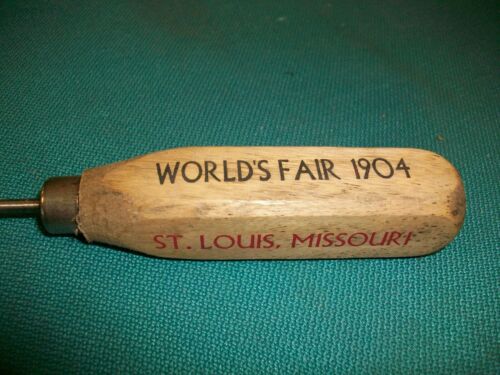 WORLD'S FAIR 1904
ST. LOUIS, MISSOURI